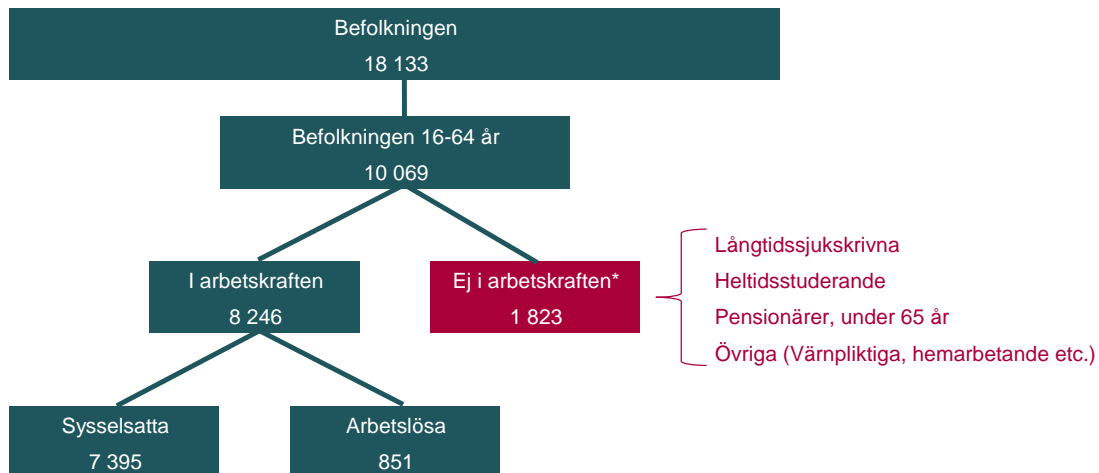 Befolkningen
18 133
Befolkningen 16-64 år
10 069
I arbetskraften
8 246
Ej i arbetskraften*
1 823
Långtidssjukskrivna
Heltidsstuderande
Pensionärer, under 65 år
Övriga (Värnpliktiga, hemarbetande etc.)
Sysselsatta
7 395
Arbetslösa
851